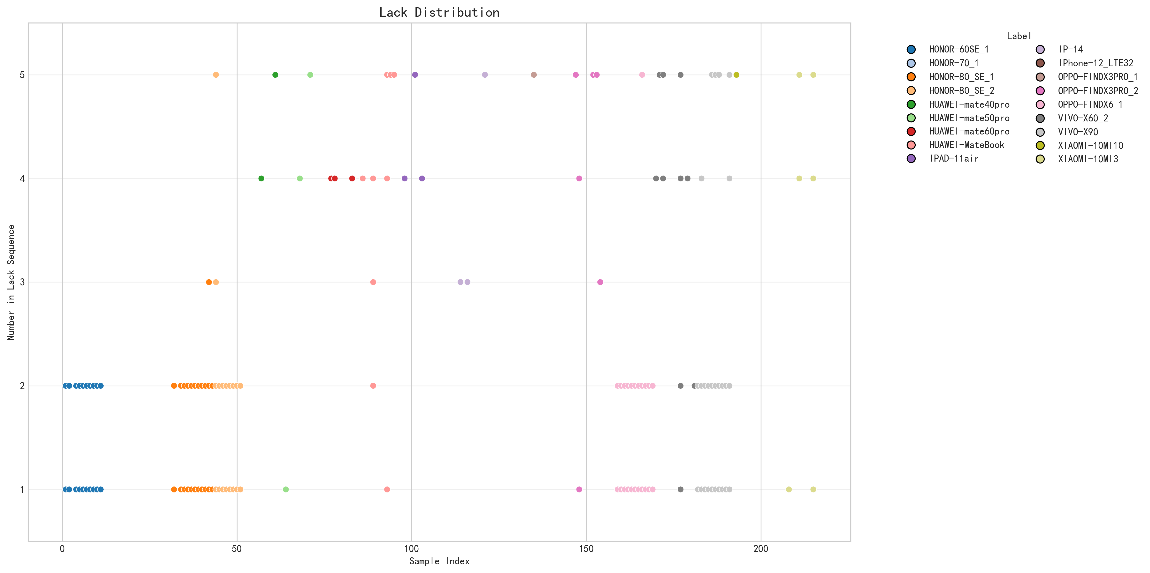 Lack Distribution
5
4
3
2
1
Number in Lack Sequence
0
50
100
150
200
Sample Index
Label
HONOR 60SE 1
HONOR-70_1
HONOR-80_SE_1
HONOR-80_SE_2
HUAWEI-mate40pro
HUAWEI-mate50pro
HUAWEI mate60pro
HUAWEI-MateBook
IPAD-11air
IP 14
IPhone-12_LTE32
OPPO-FINDX3PRO_1
OPPO-FINDX3PRO_2
OPPO-FINDX6 1
VIVO-X60 2
VIVO-X90
XIAOMI-10MI10
XIAOMI-10MI3